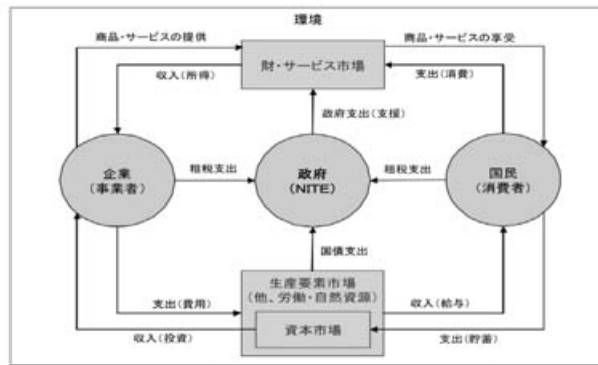 環境
商品・サービスの提供
商品・サービスの享受
収入(所得)
財・サービス市場
支出(消費)
政府支出(支援)
企業
(事業者)
租税支出
政府
(NITE)
租税支出
国民
(消費者)
国債支出
生産要素市場
(他、労働・自然資源)
支出(費用)
収入(給与)
資本市場
収入(投資)
支出(貯蓄)